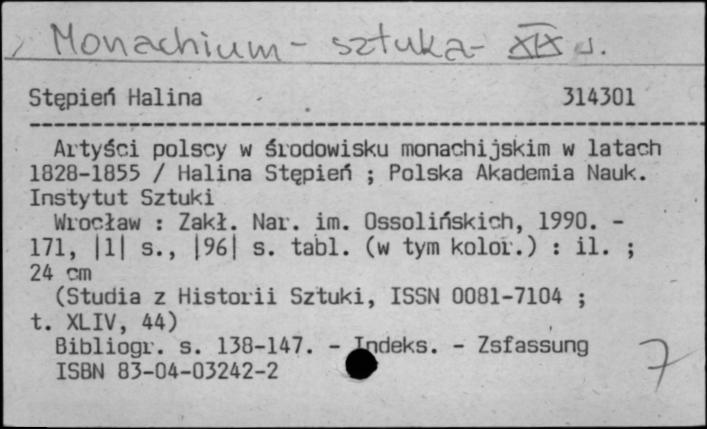 Monachium - sztuka - XIX w.
Stępień Halina 314301
Artyści polscy w środowisku monachijskim w latach
1828-1855 / Halina Stępień ; Polska Akademia Nauk.
Instytut Sztuki
Wrocław : Zakł. Nar. im. Ossolińskich, 1990. -
171, |1| s., |96| s. tabl. (w tym kolor.) : il. ;
24 cm
(Studia z Historii Sztuki, ISSN 0081-7104 ;
t. XLIV, 44)
Bibliogr. s. 138-147. - Indeks. - Zsfassung
ISBN 83-04-03242-2
7